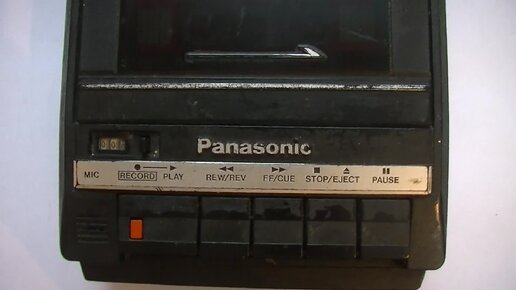 Panasonic
MIC RECORD PLAY REW/REV FF/CUE STOP/EJECT PAUSE